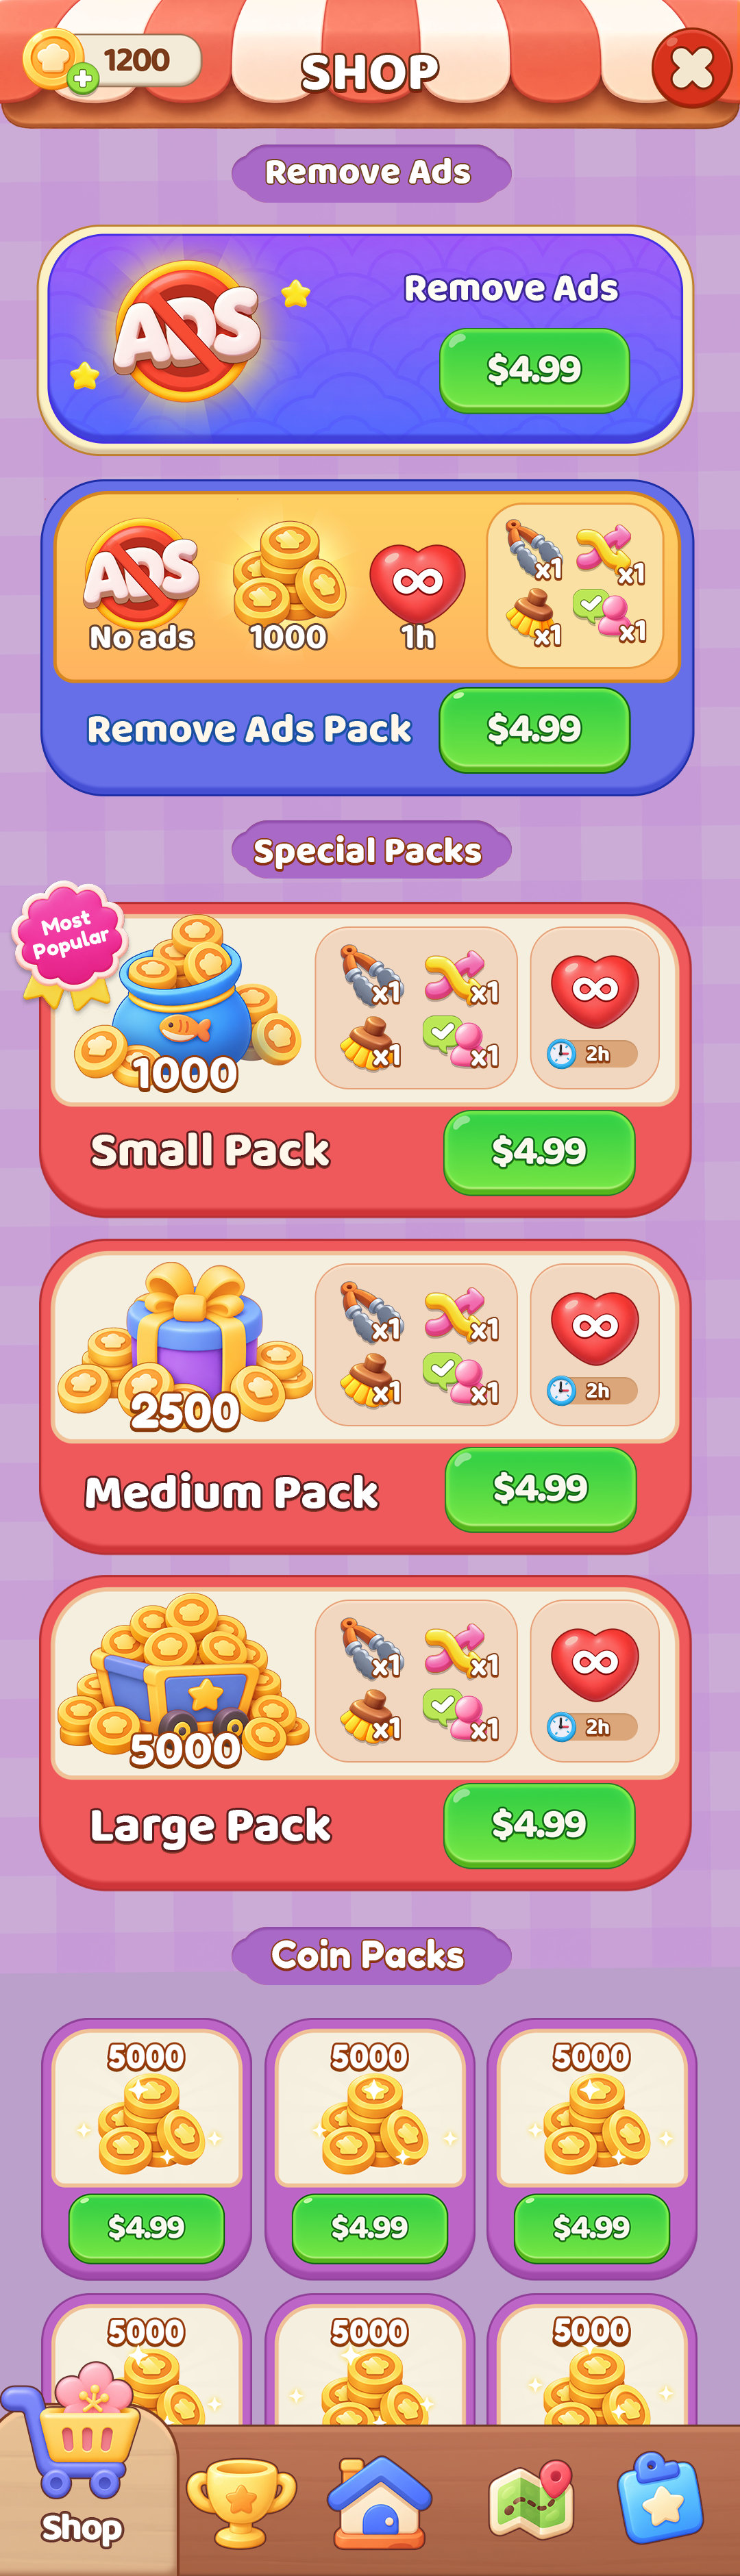 1200
SHOP
Remove Ads
ADS
Remove Ads
$4.99
ADS
No ads
1000
1h
x1
x1
x1
x1
Remove Ads Pack
$4.99
Special Packs
Most
Popular
1000
x1
x1
x1
x1
2h
Small Pack
$4.99
2500
x1
x1
x1
x1
2h
Medium Pack
$4.99
5000
x1
x1
x1
x1
2h
Large Pack
$4.99
Coin Packs
5000
5000
5000
$4.99
$4.99
$4.99
5000
5000
5000
Shop